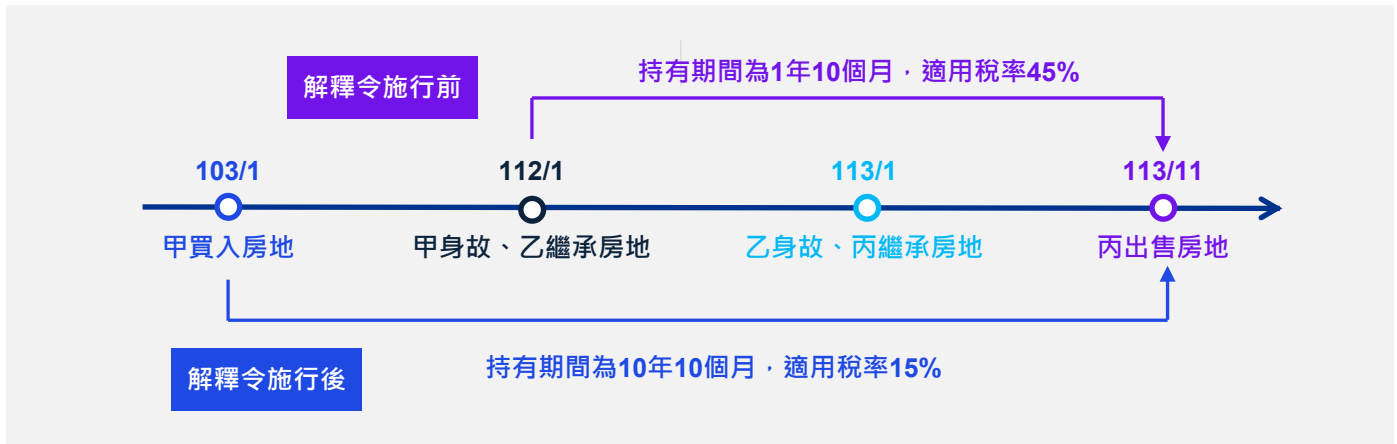 解釋令施行前
持有期間為1年10個月，適用稅率45%
103/1
112/1
113/1
113/11
甲買入房地
甲身故、乙繼承房地
乙身故、丙繼承房地
丙出售房地
解釋令施行後
持有期間為10年10個月，適用稅率15%